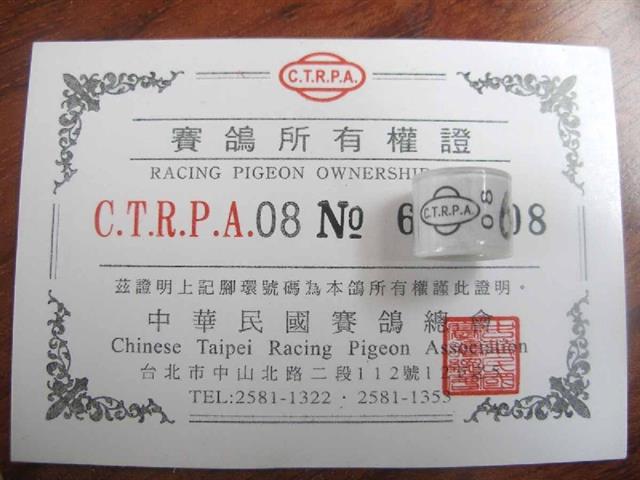 C.T.R.P.A.
賽鴿所有權證
RACING PIGEON OWNERSHIP
C.T.R.P.A.08 No 6 08
C.T.R.P.A. 08
茲證明上記腳環號碼為本鴿所有權謹此證明。
中華民國賽鴿總會
Chinese Taipei Racing Pigeon Association
台北市中山北路二段112號12
TEL:2581-1322・2581-1353